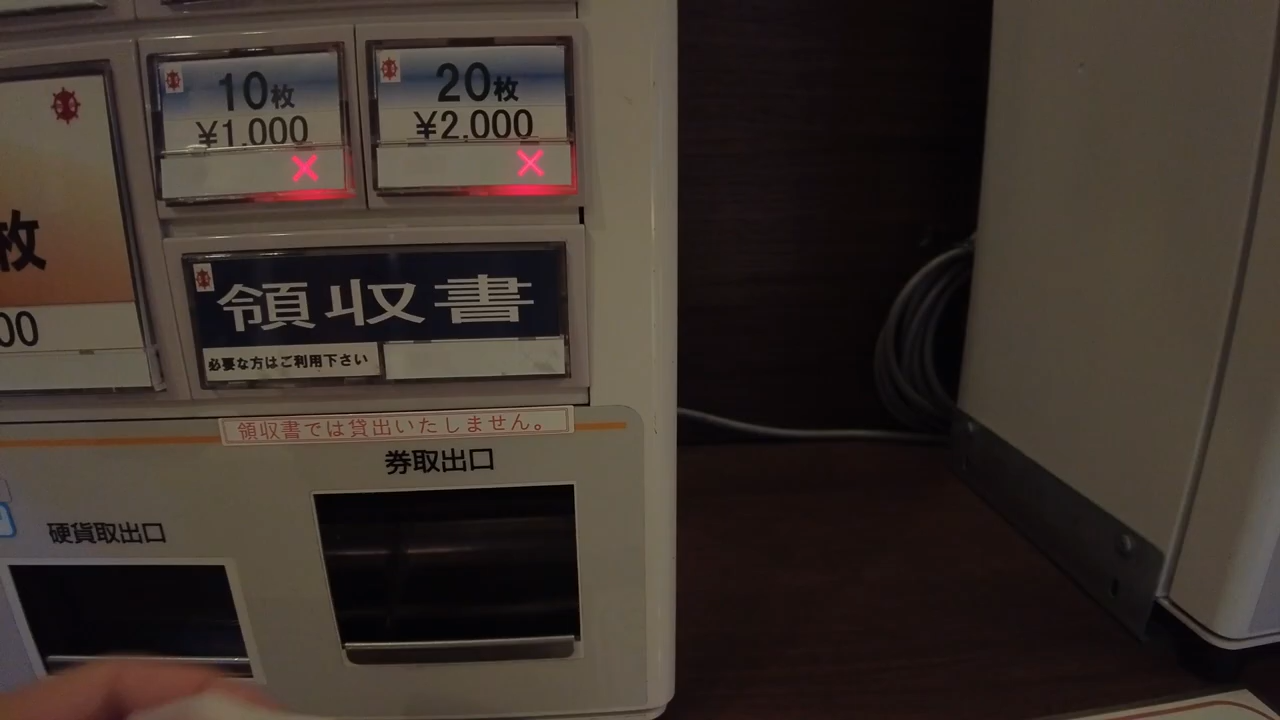 10枚
¥1,000
×
20枚
¥2,000
×
枚
00
領収書
必要な方はご利用下さい
領収書では貸出いたしません。
券取出口
硬貨取出口